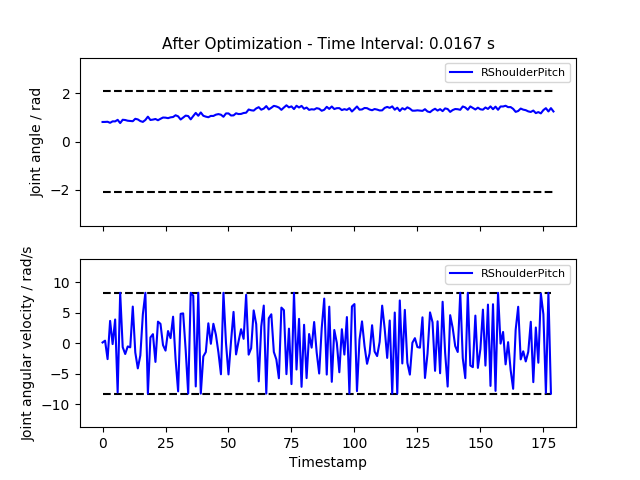 After Optimization - Time Interval: 0.0167 s
RShoulderPitch
2
0
−2
Joint angle / rad
RShoulderPitch
10
5
0
−5
−10
Joint angular velocity / rad/s
0 25 50 75 100 125 150 175
Timestamp